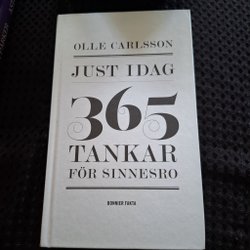 OLLE CARLSSON
JUST IDAG
365
TANKAR
FÖR SINNESRO
BONNIER FAKTA